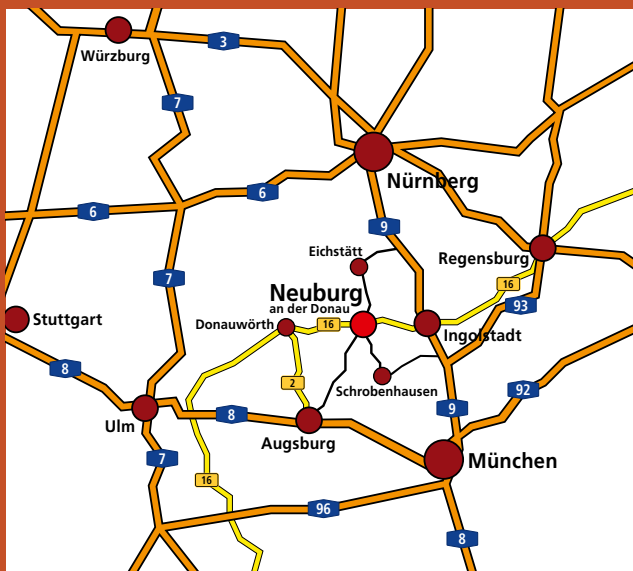 3
Würzburg
7
Nürnberg
6
6
9
Eichstätt
Regensburg
7
16
Neuburg
an der Donau
93
Stuttgart
Donauwörth
16
Ingolstadt
8
2
Schrobenhausen
92
9
8
Ulm
Augsburg
7
München
16
96
8